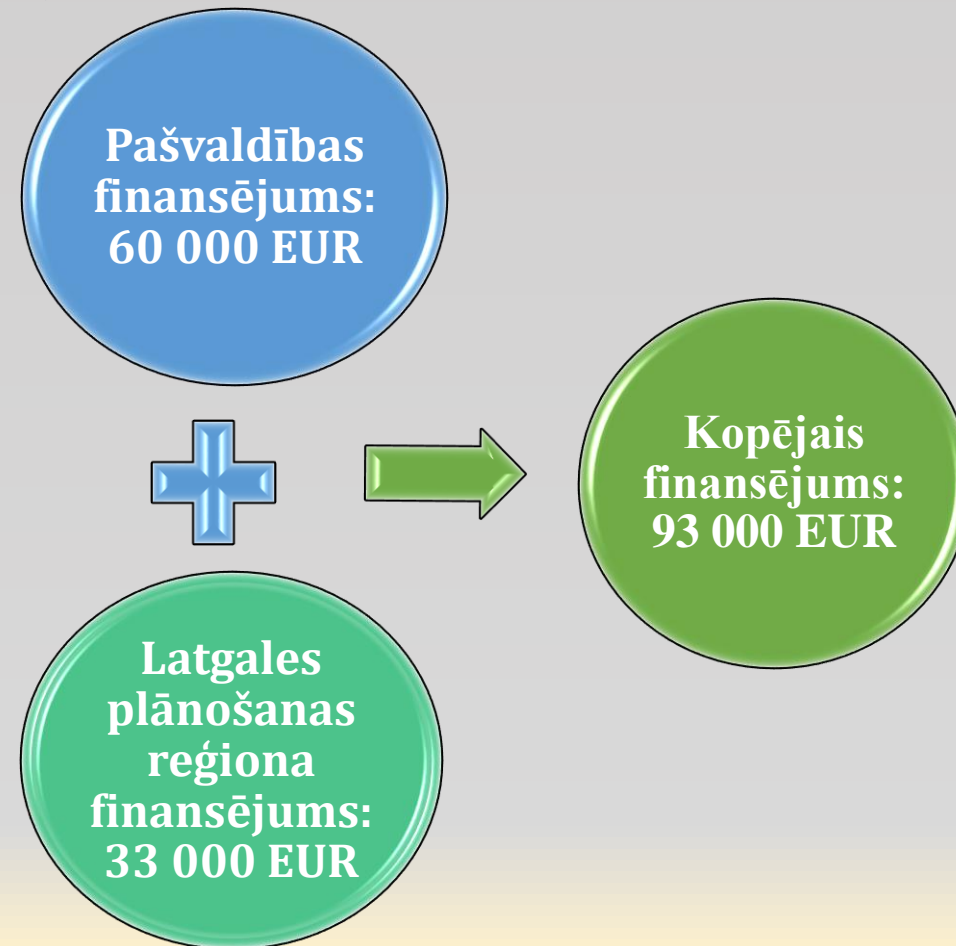 Pašvaldības
finansējums:
60 000 EUR
Latgales
plānošanas
reģiona
finansējums:
33 000 EUR
Kopējais
finansējums:
93 000 EUR